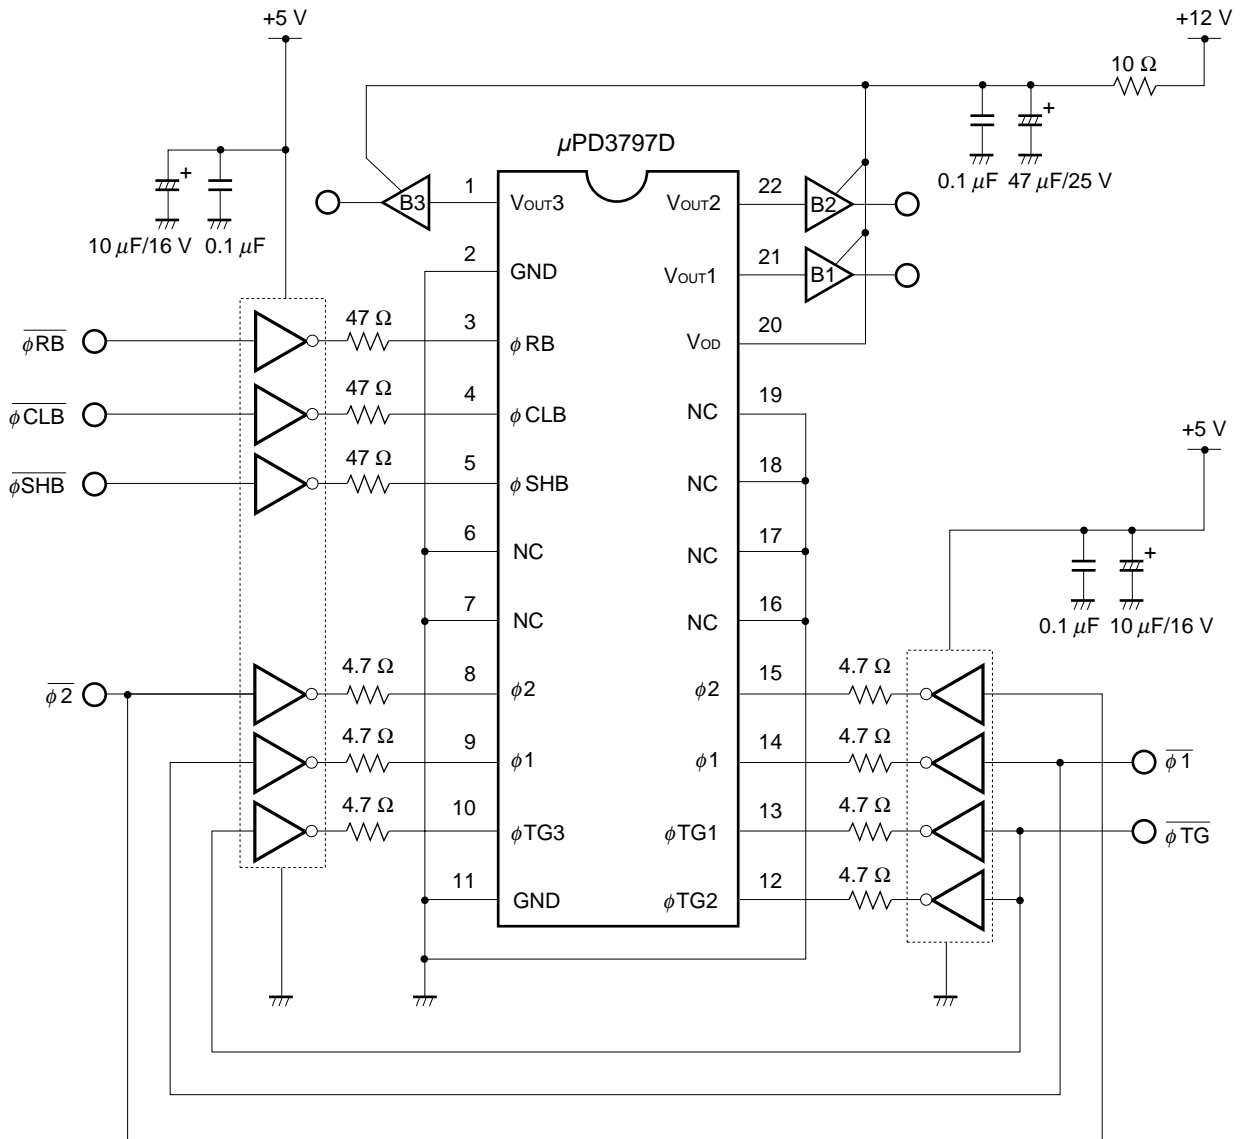 +5 V
+12 V
10 Ω
+
+
+
0.1 µF 47 µF/25 V
10 µF/16 V 0.1 µF
µPD3797D
B3
B2
B1
1 VOUT3
2 GND
47 Ω 3 φRB
47 Ω 4 φCLB
47 Ω 5 φSHB
6 NC
7 NC
4.7 Ω 8 φ2
4.7 Ω 9 φ1
4.7 Ω 10 φTG3
11 GND
VOUT2 22
VOUT1 21
VOD 20
NC 19
NC 18
NC 17
NC 16
φ2 15 4.7 Ω
φ1 14 4.7 Ω
φTG1 13 4.7 Ω
φTG2 12 4.7 Ω
φRB
φCLB
φSHB
φ2
+5 V
0.1 µF 10 µF/16 V
φ1
φTG